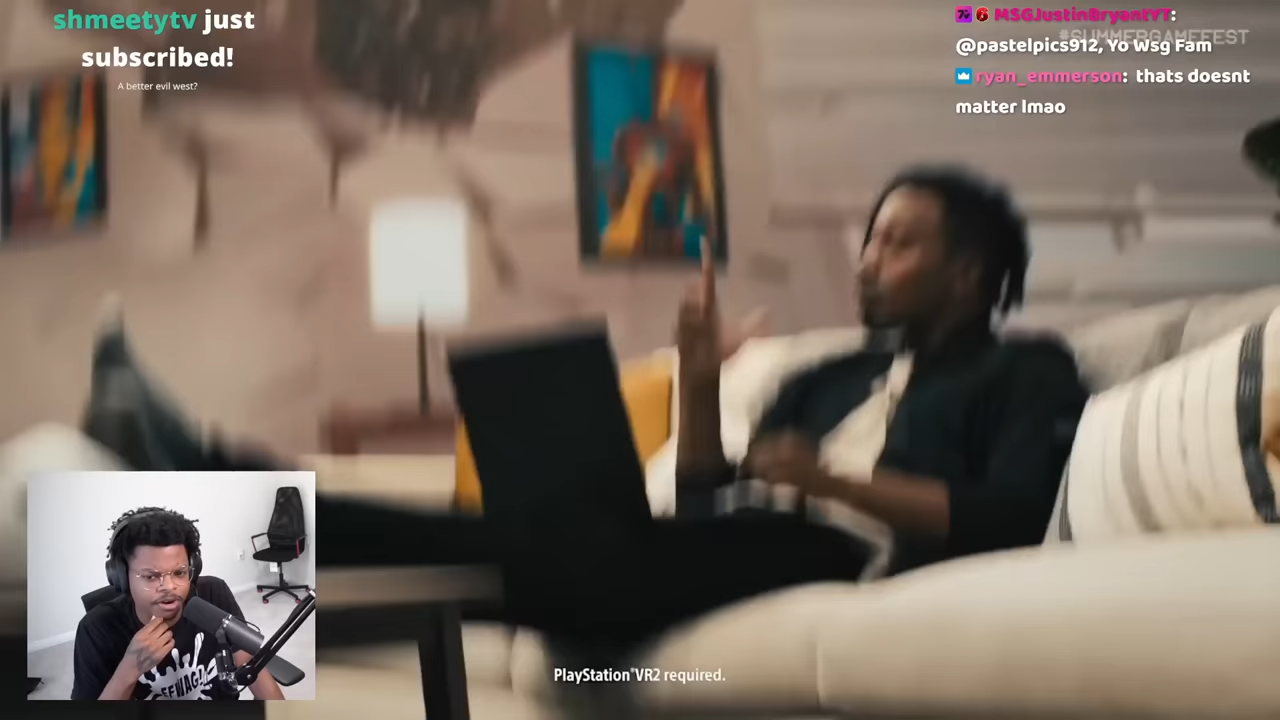 shmeetytv just
subscribed!
A better evil west?
MSGJustinBryantYT:
#SUMMERGAMEFEST
@pastelpics912, Yo Wsg Fam
ryan_emmerson: thats doesnt
matter lmao
PlayStation®VR2 required.